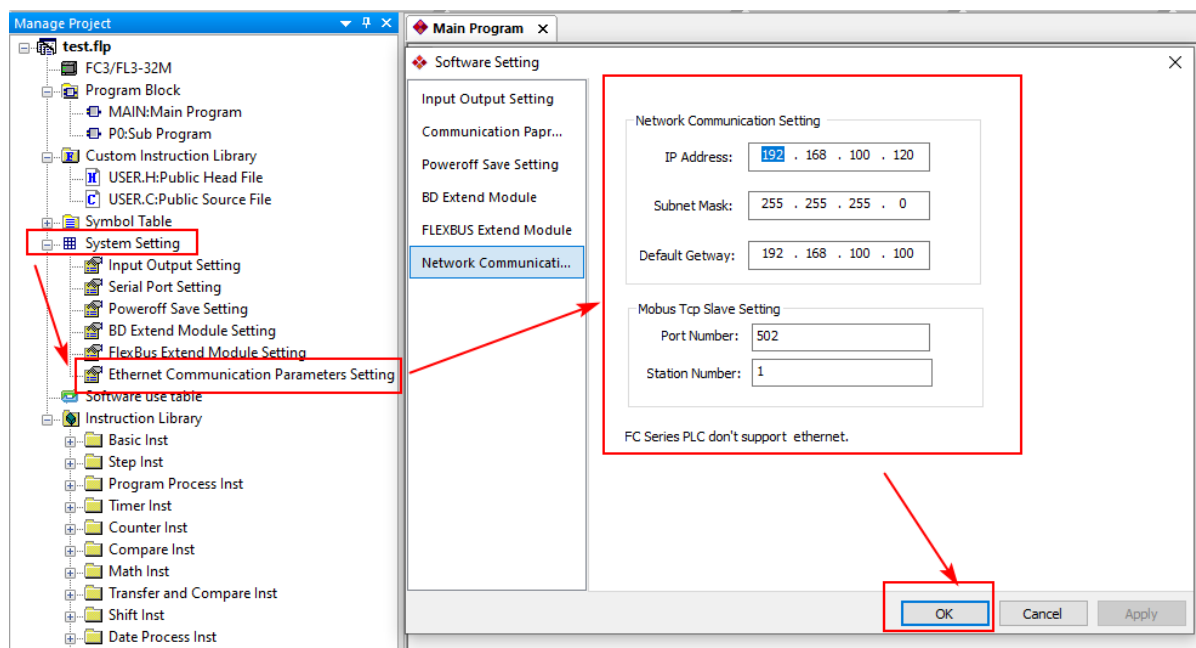 Manage Project
test.flp
FC3/FL3-32M
Program Block
MAIN:Main Program
P0:Sub Program
Custom Instruction Library
H USER.H:Public Head File
C USER.C:Public Source File
Symbol Table
System Setting
Input Output Setting
Serial Port Setting
Poweroff Save Setting
BD Extend Module Setting
FlexBus Extend Module Setting
Ethernet Communication Parameters Setting
Software use table
Instruction Library
Basic Inst
Step Inst
Program Process Inst
Timer Inst
Counter Inst
Compare Inst
Math Inst
Transfer and Compare Inst
Shift Inst
Date Process Inst
Main Program
Software Setting
Input Output Setting
Communication Papr...
Poweroff Save Setting
BD Extend Module
FLEXBUS Extend Module
Network Communicati...
Network Communication Setting
IP Address: 192 . 168 . 100 . 120
Subnet Mask: 255 . 255 . 255 . 0
Default Getway: 192 . 168 . 100 . 100
Mobus Tcp Slave Setting
Port Number: 502
Station Number: 1
FC Series PLC don't support ethernet.
OK Cancel Apply